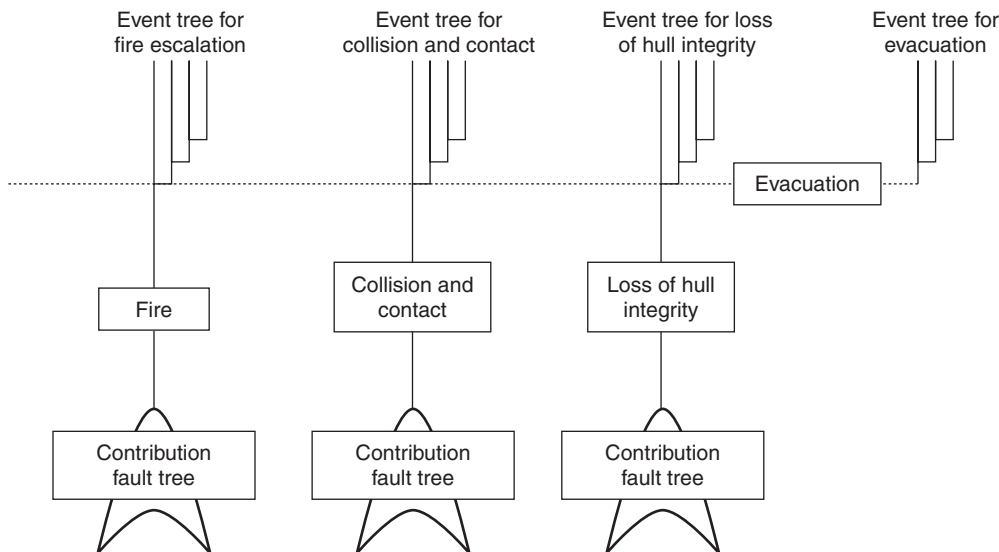 Event tree for
fire escalation
Event tree for
collision and contact
Event tree for loss
of hull integrity
Event tree for
evacuation
Evacuation
Fire
Collision and
contact
Loss of hull
integrity
Contribution
fault tree
Contribution
fault tree
Contribution
fault tree